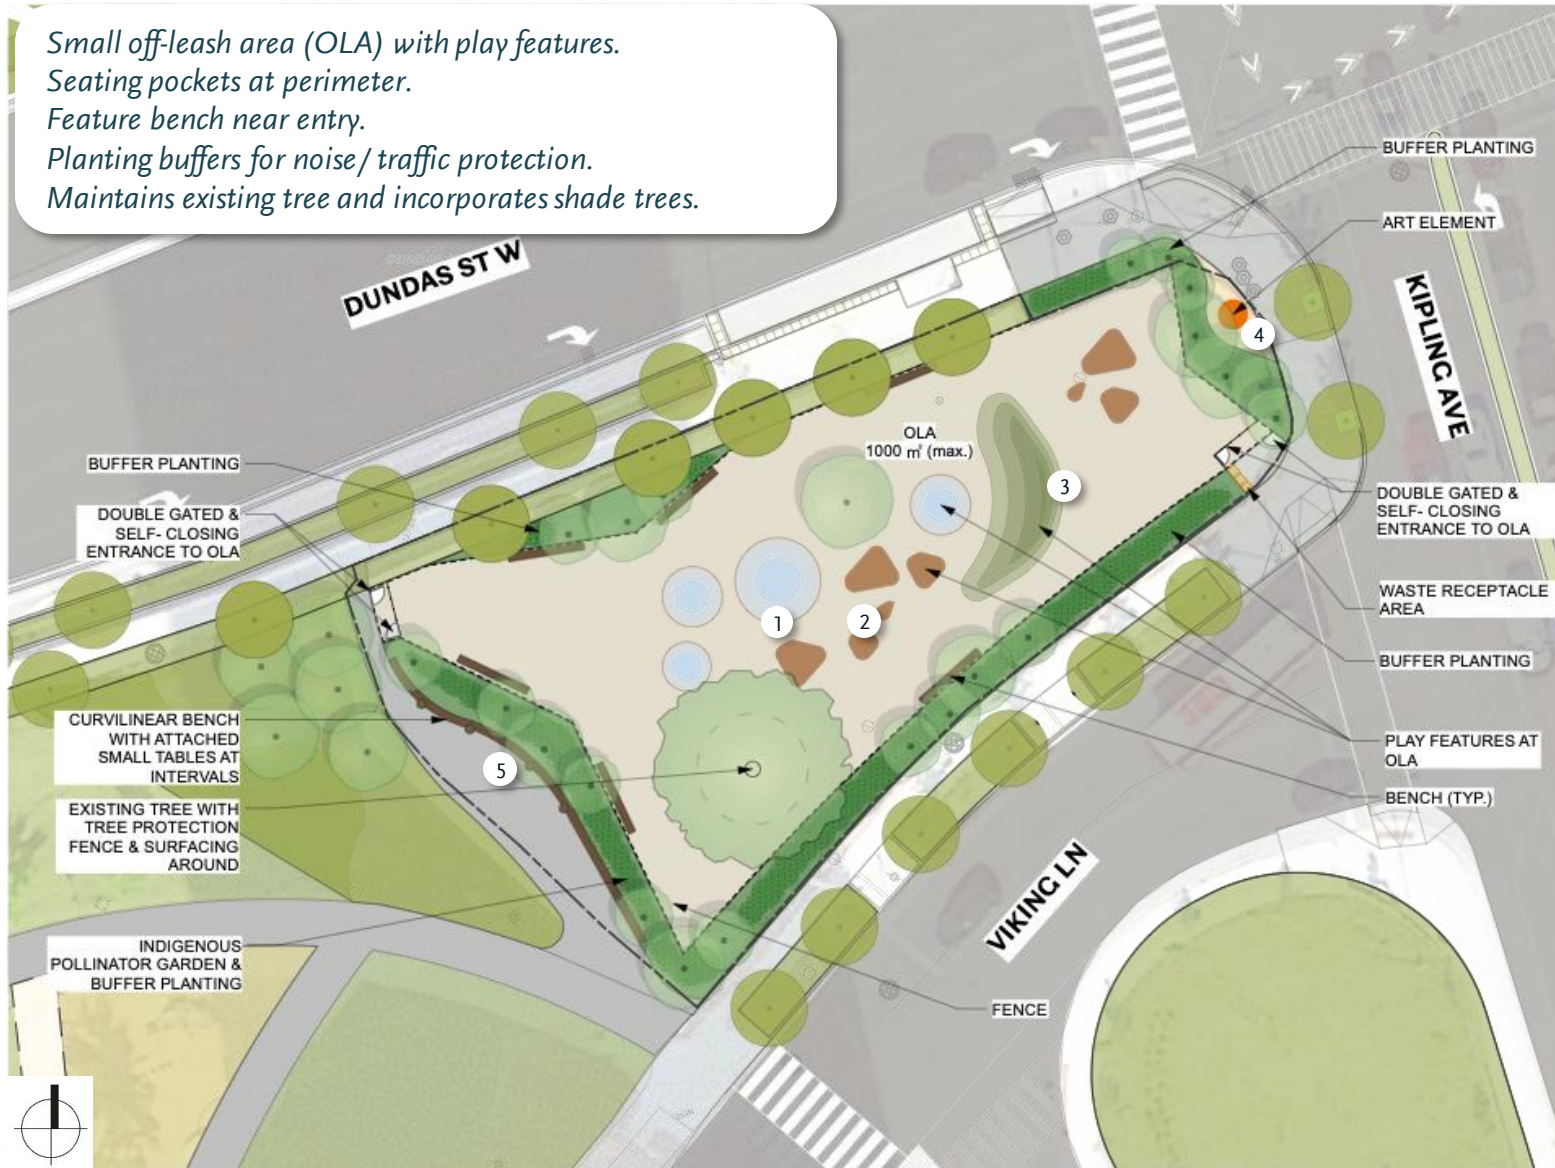 Small off-leash area (OLA) with play features.
Seating pockets at perimeter.
Feature bench near entry.
Planting buffers for noise/ traffic protection.
Maintains existing tree and incorporates shade trees.
DUNDAS ST W
BUFFER PLANTING
ART ELEMENT
KIPLING AVE
4
OLA
1000 ㎡ (max.)
3
BUFFER PLANTING
DOUBLE GATED &
SELF- CLOSING
ENTRANCE TO OLA
DOUBLE GATED &
SELF- CLOSING
ENTRANCE TO OLA
WASTE RECEPTACLE
AREA
1
2
BUFFER PLANTING
CURVILINEAR BENCH
WITH ATTACHED
SMALL TABLES AT
INTERVALS
5
PLAY FEATURES AT
OLA
BENCH (TYP.)
EXISTING TREE WITH
TREE PROTECTION
FENCE & SURFACING
AROUND
VIKING LN
INDIGENOUS
POLLINATOR GARDEN &
BUFFER PLANTING
FENCE